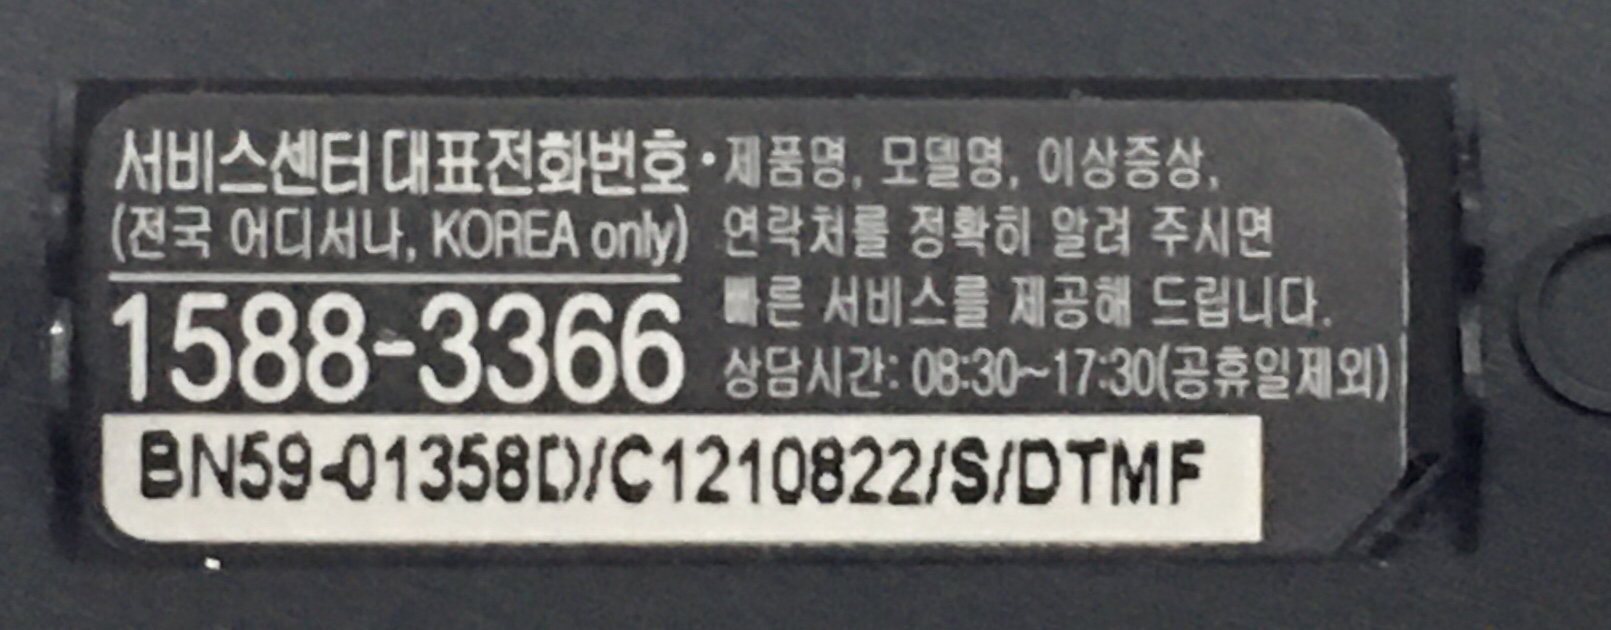 서비스센터 대표전화번호
(전국 어디서나, KOREA only)
1588-3366
• 제품명, 모델명, 이상증상,
연락처를 정확히 알려 주시면
빠른 서비스를 제공해 드립니다.
상담시간: 08:30~17:30(공휴일제외)
BN59-01358D/C1210822/S/DTMF